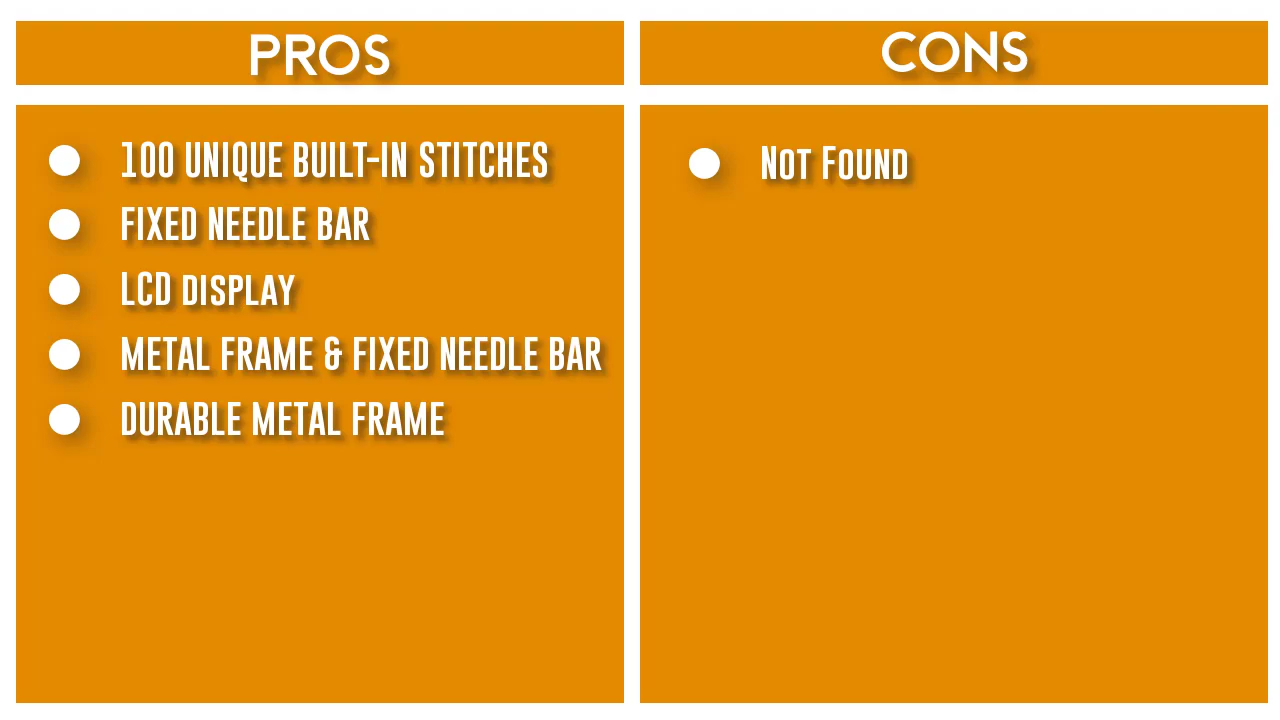 PROS
100 UNIQUE BUILT-IN STITCHES
FIXED NEEDLE BAR
LCD DISPLAY
METAL FRAME & FIXED NEEDLE BAR
DURABLE METAL FRAME
CONS
Not Found